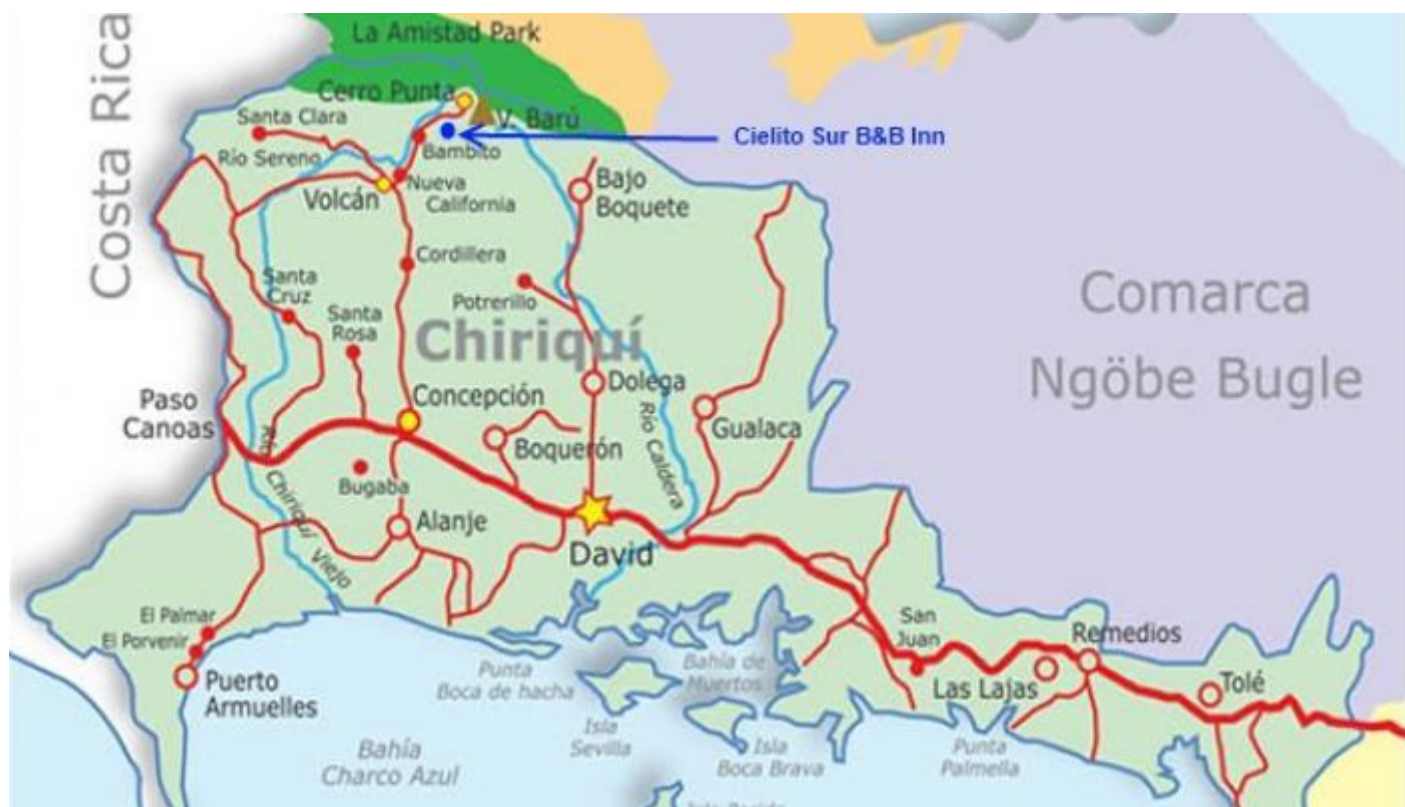 La Amistad Park
Costa Rica
Cerro Punta
V. Barú
Santa Clara
Cielito Sur B&B Inn
Río Sereno
Bambito
Volcán
Nueva
California
Bajo
Boquete
Cordillera
Santa
Cruz
Potrerillo
Santa
Rosa
Chiriquí
Comarca
Ngöbe Bugle
Paso
Canoas
Concepción
Dolega
Río Caldera
Gualaca
Boquerón
Río Chiriquí Viejo
Bugaba
Alanje
David
El Palmar
El Porvenir
Puerto
Armuelles
San
Juan
Remedios
Las Lajas
Tolé
Punta
Boca de hacha
Bahía de
Muertos
Isla
Sevilla
Isla
Boca Brava
Punta
Palmella
Bahía
Charco Azul